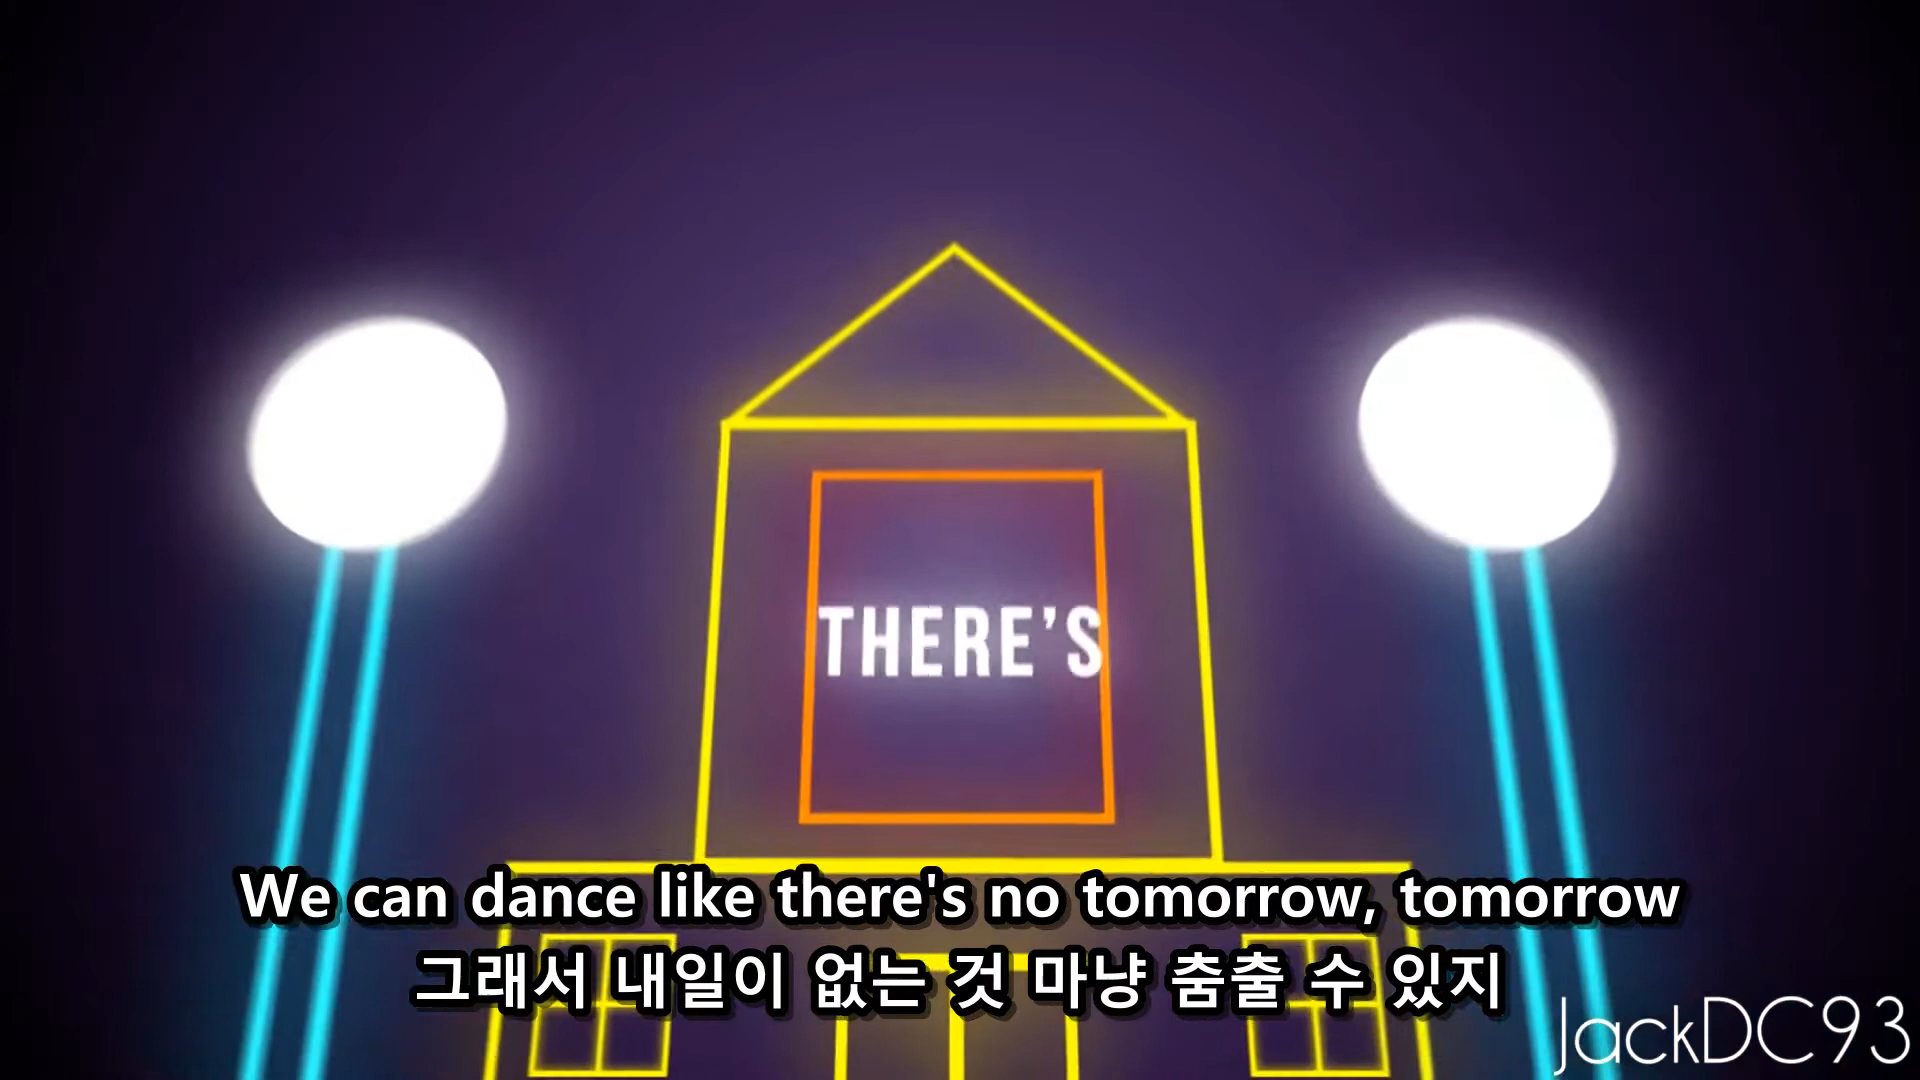 THERE’S
We can dance like there's no tomorrow, tomorrow
그래서 내일이 없는 것 마냥 춤출 수 있지
JackDC93